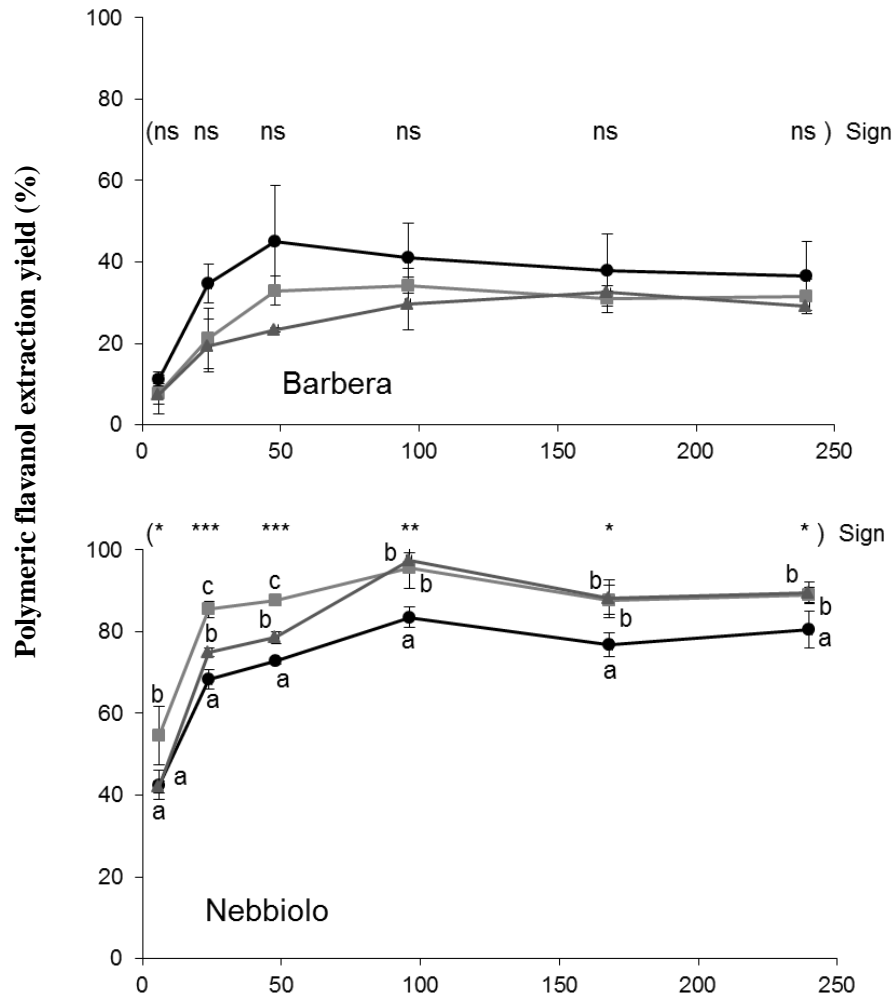 Polymeric flavanol extraction yield (%)
100
(ns ns ns ns ns ns ) Sign
80
60
40
20
Barbera
0
0 50 100 150 200 250
(* *** *** ** * * ) Sign
100
b b b
c c b b b
b b b a
80
a a a a
60
b
40
a
a
20
Nebbiolo
0
0 50 100 150 200 250